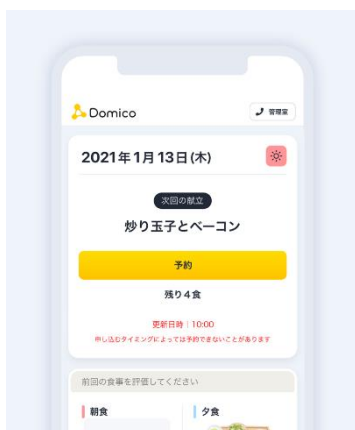 Domico
管理室
2021年1月13日(木)
次回の献立
炒り玉子とベーコン
予約
残り4食
更新日時｜10:00
申し込むタイミングによっては予約できないことがあります
前回の食事を評価してください
朝食
夕食